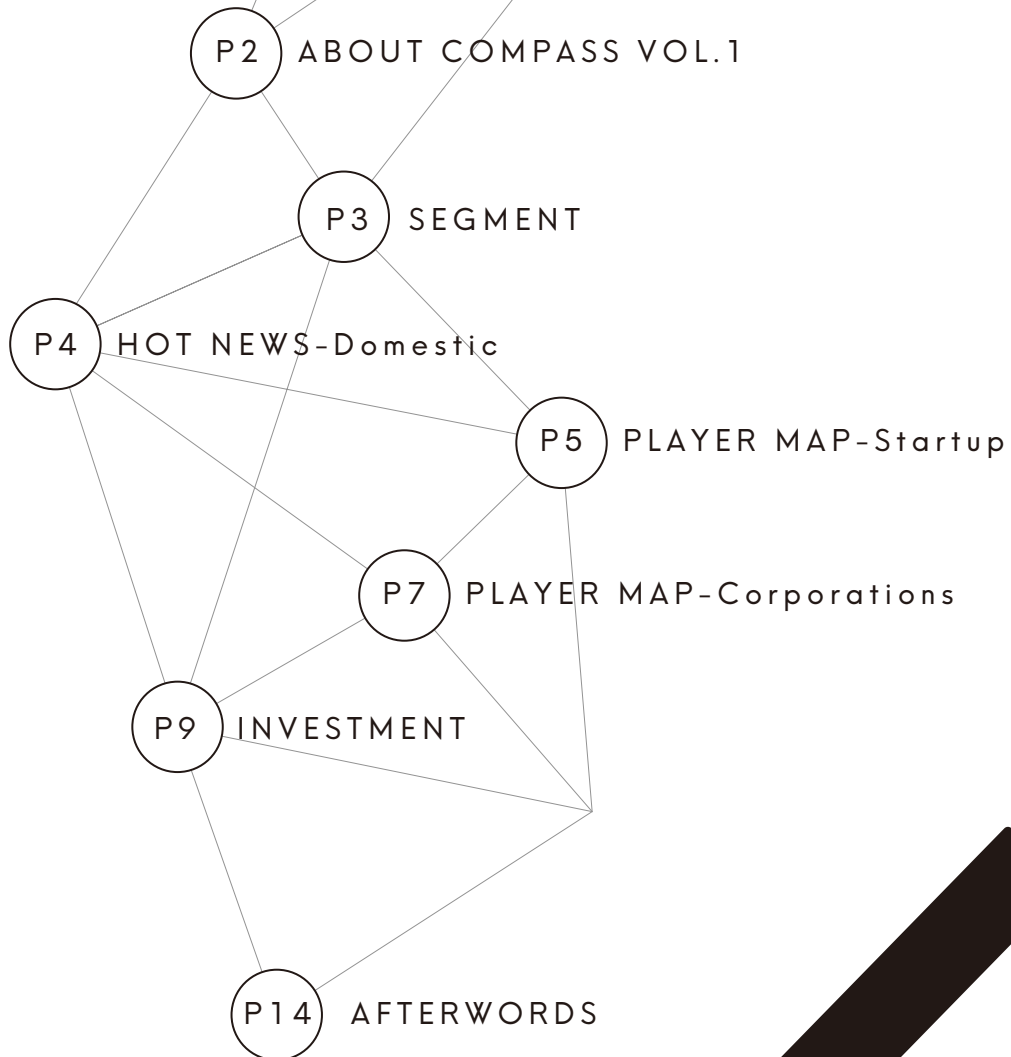 P2 ABOUT COMPASS VOL.1
P3 SEGMENT
P4 HOT NEWS-Domestic
P5 PLAYER MAP-Startup
P7 PLAYER MAP-Corporations
P9 INVESTMENT
P14 AFTERWORDS